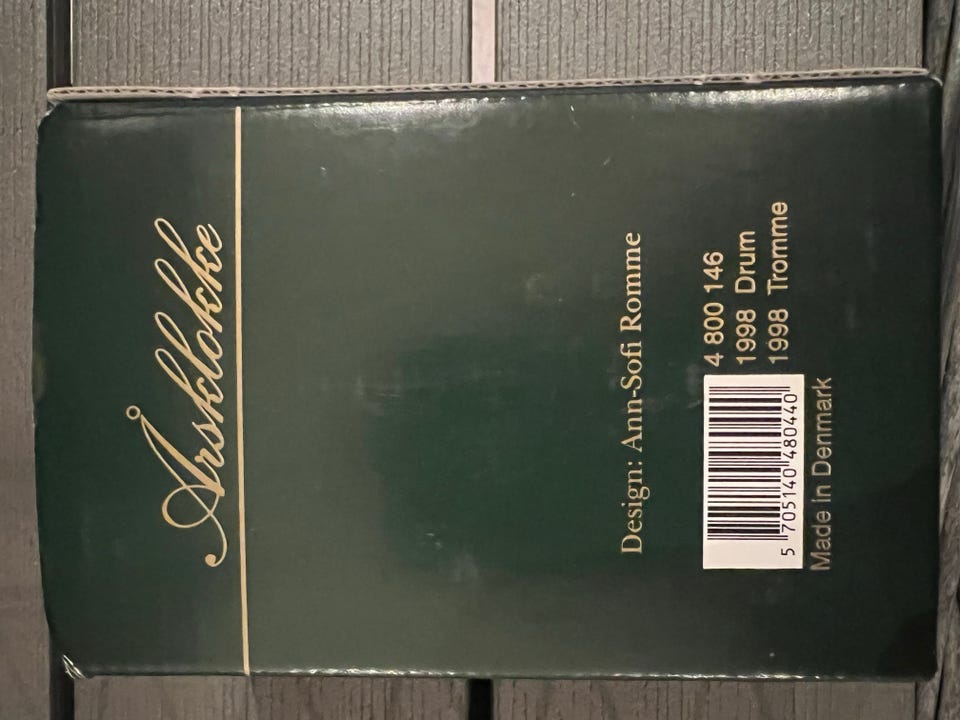 Årsklokke
Design: Ann-Sofi Romme
4 800 146
1998 Drum
1998 Tromme
5 705140 480440
Made in Denmark